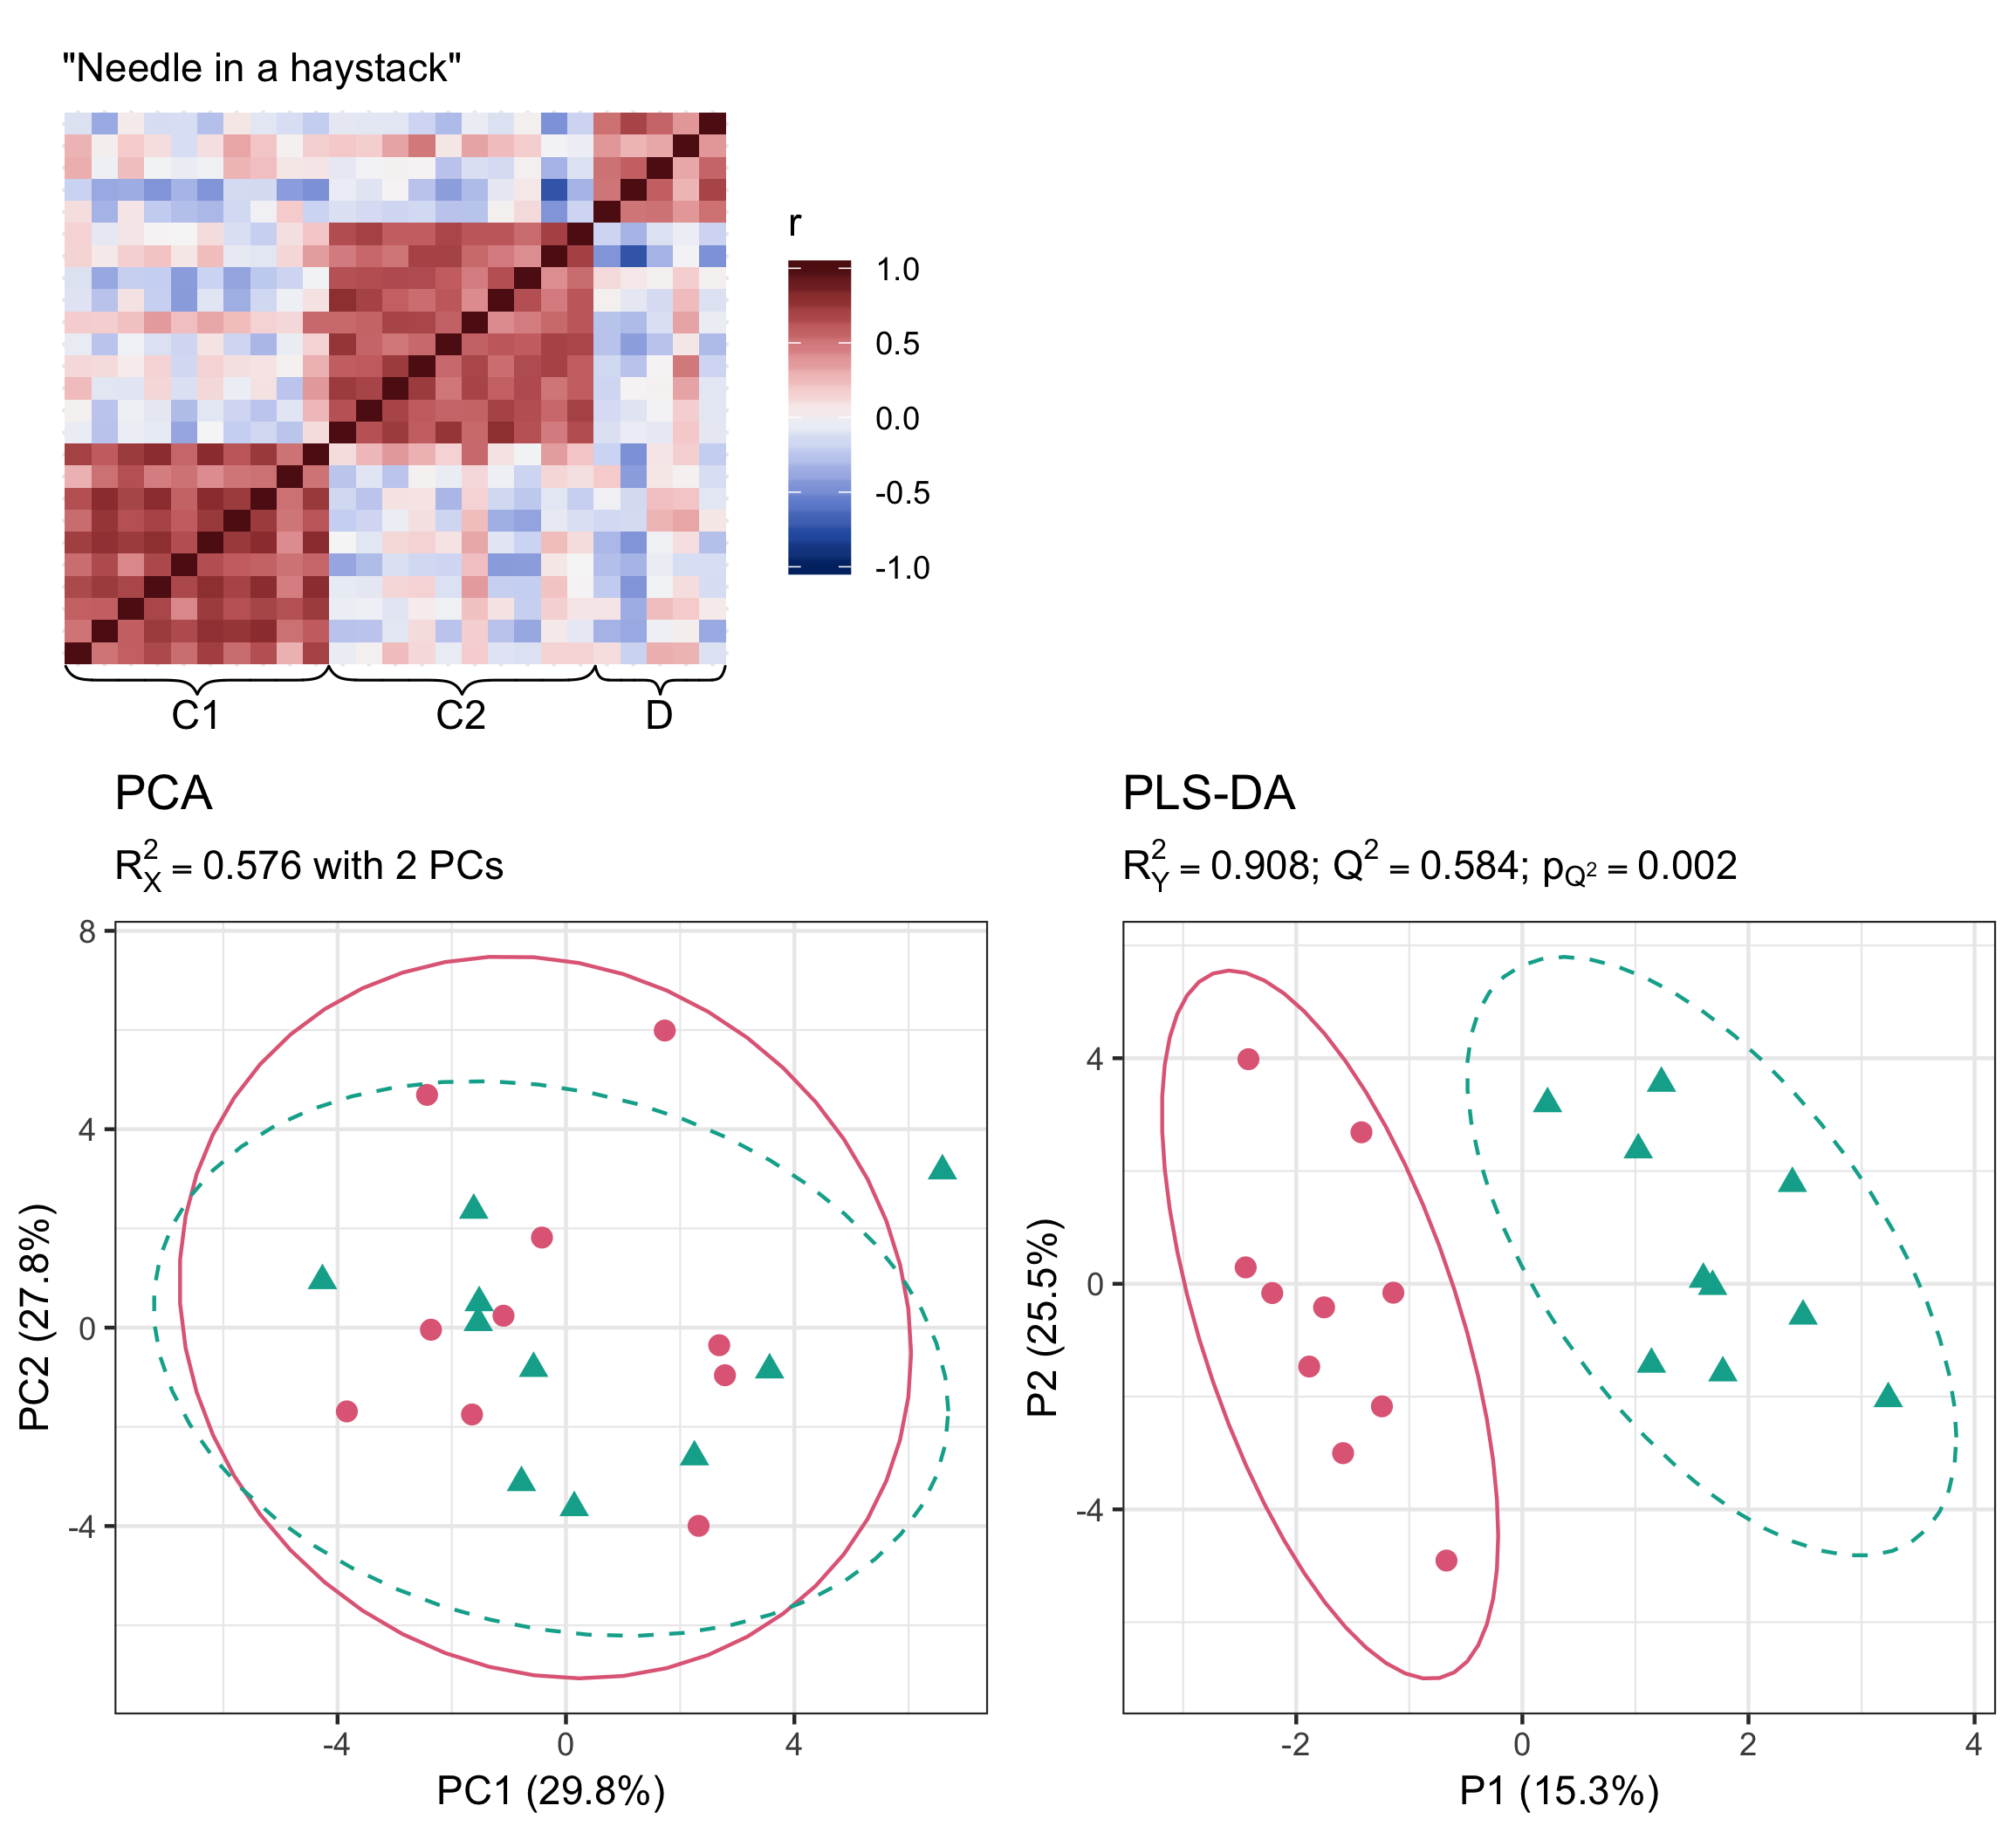 "Needle in a haystack"
r
1.0
0.5
0.0
-0.5
-1.0
C1 C2 D
PCA
R²X = 0.576 with 2 PCs
8
4
0
-4
PC2 (27.8%)
-4 0 4
PC1 (29.8%)
PLS-DA
R²Y = 0.908; Q² = 0.584; pQ² = 0.002
4
0
-4
P2 (25.5%)
-2 0 2 4
P1 (15.3%)